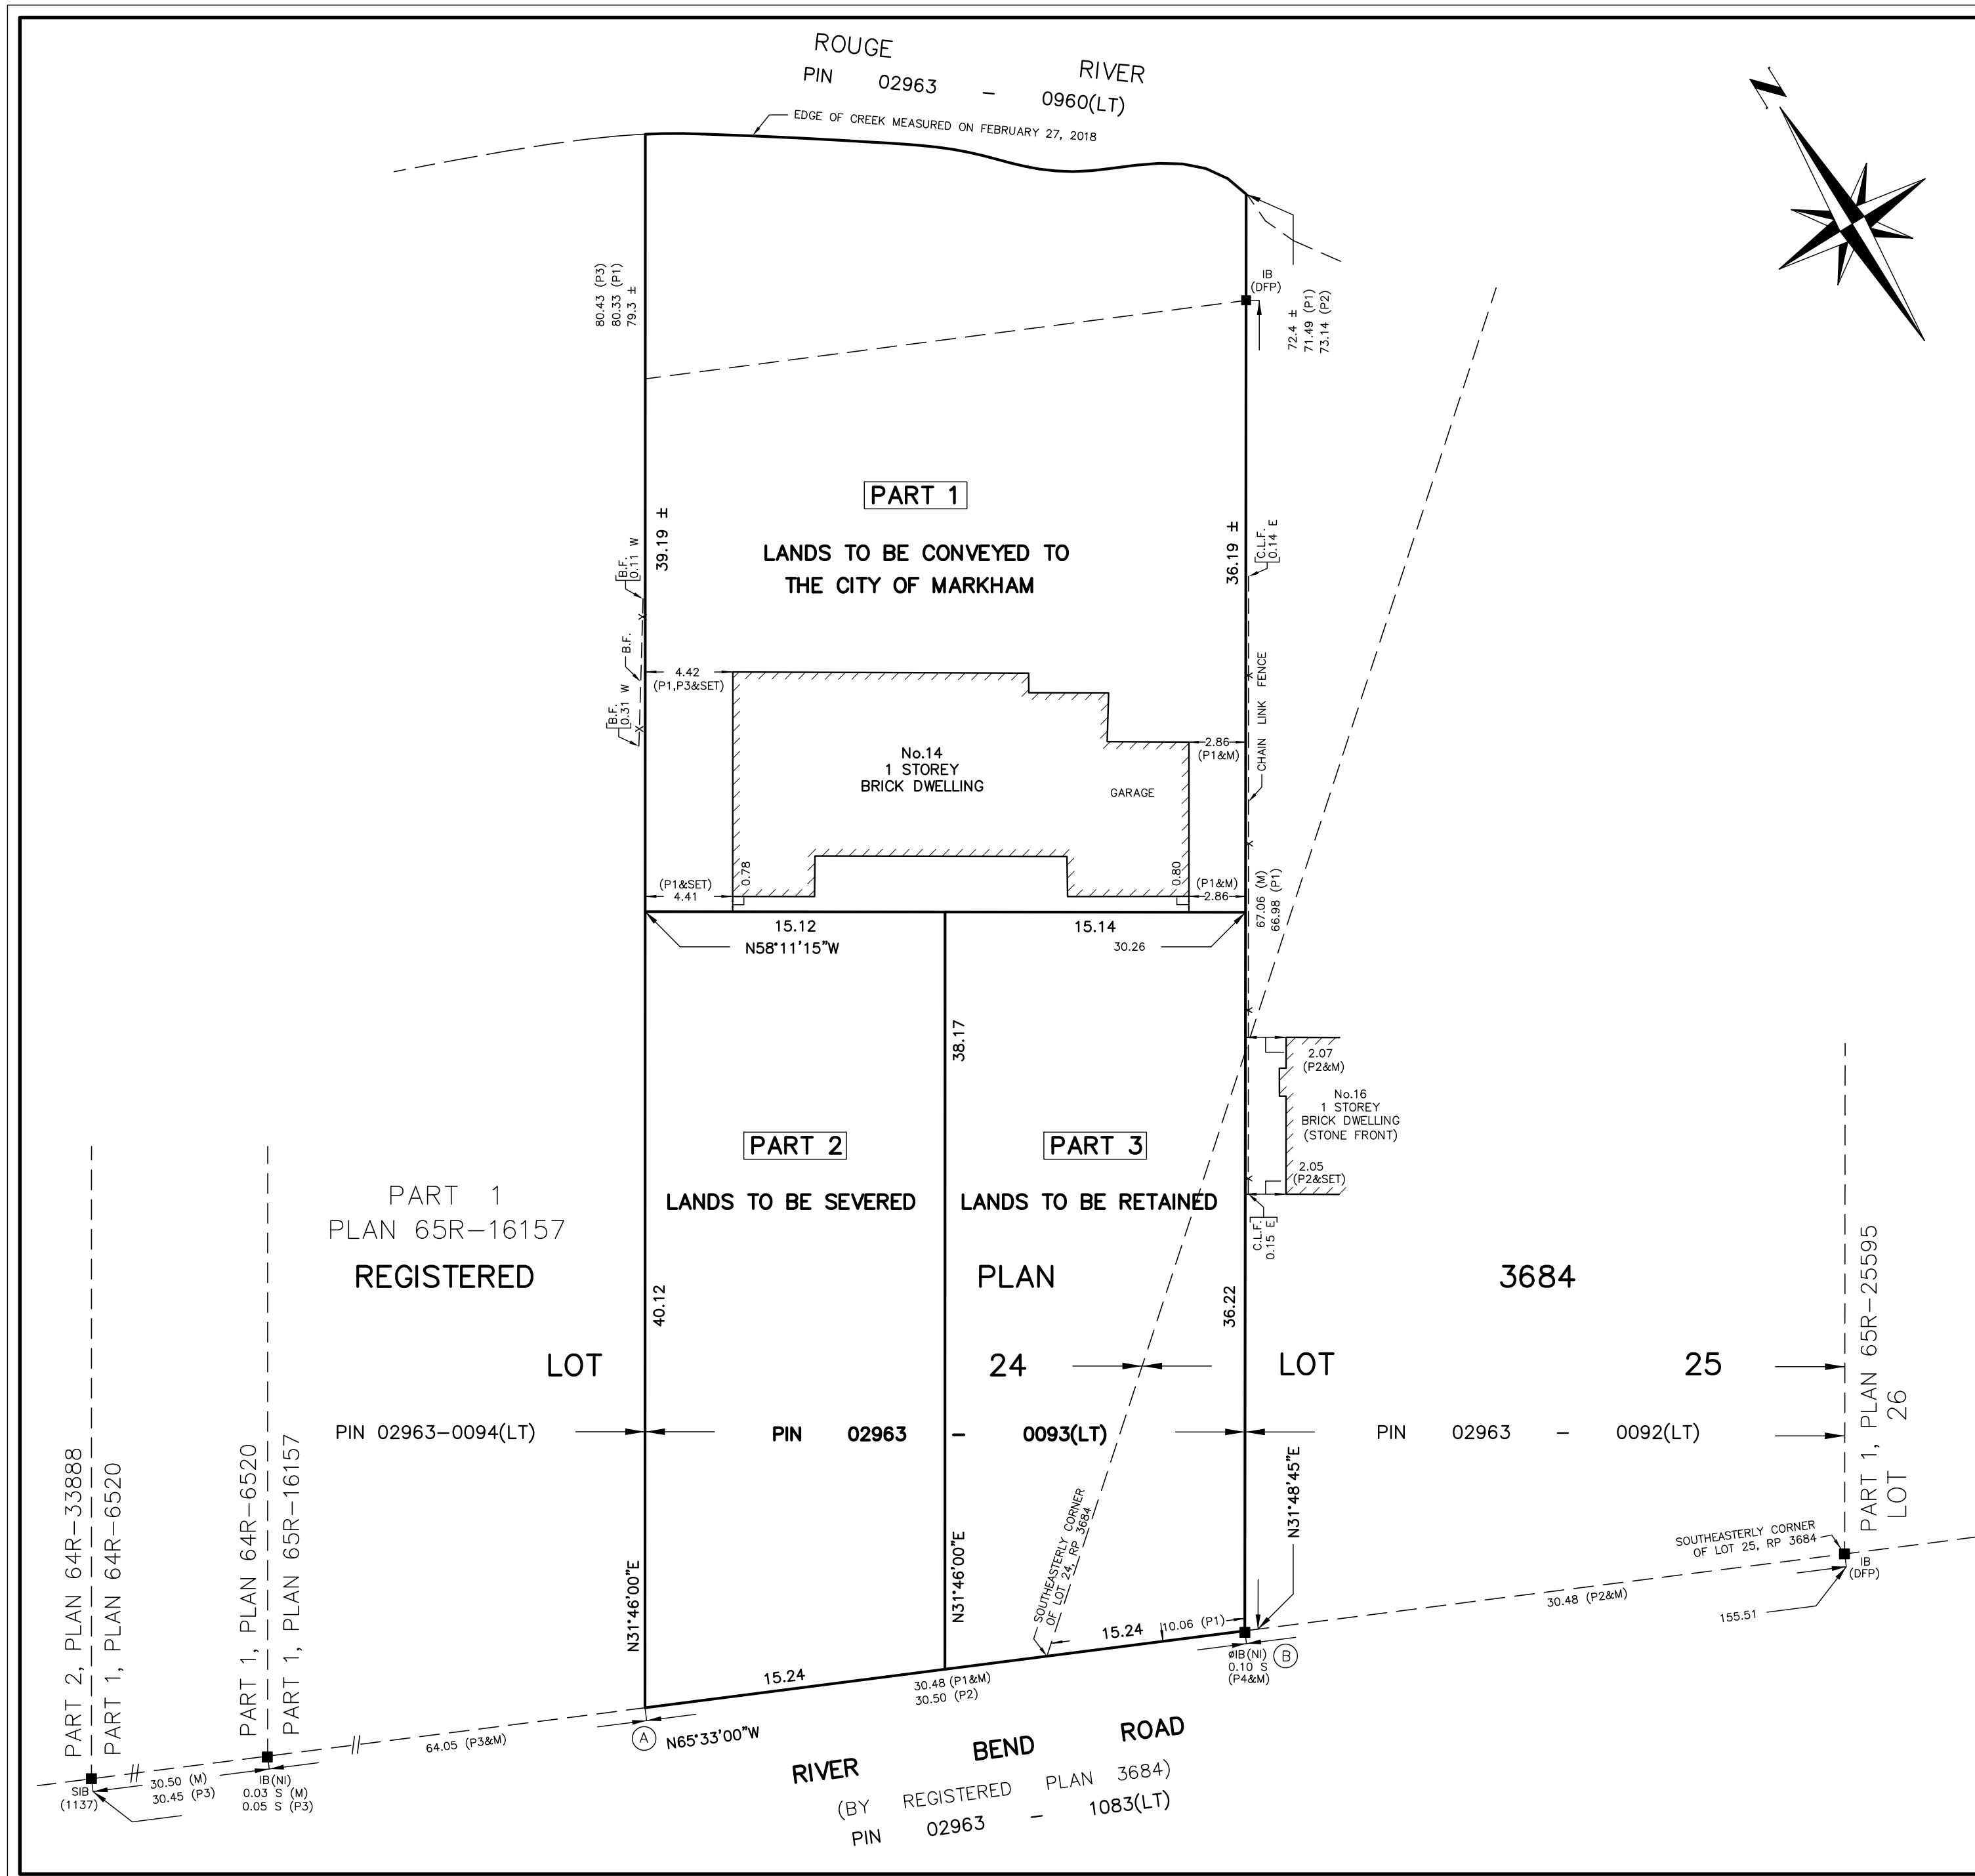 ROUGE RIVER
PIN 02963 - 0960(LT)
EDGE OF CREEK MEASURED ON FEBRUARY 27, 2018
N
80.43 (P3)
80.33 (P1)
79.3 ±
IB
(DFP)
72.4 ±
71.49 (P1)
73.14 (P2)
PART 1
LANDS TO BE CONVEYED TO
THE CITY OF MARKHAM
39.19 ±
36.19 ±
B.F.
0.11 W
B.F.
B.F.
0.31 W
C.L.F.
0.14 E
CHAIN LINK FENCE
4.42
(P1,P3&SET)
No.14
1 STOREY
BRICK DWELLING
GARAGE
2.86
(P1&M)
0.78
0.80
(P1&SET)
4.41
(P1&M)
2.86
67.06 (M)
66.98 (P1)
15.12
15.14
N58°11'15"W
30.26
38.17
2.07
(P2&M)
No.16
1 STOREY
BRICK DWELLING
(STONE FRONT)
2.05
(P2&SET)
C.L.F.
0.15 E
PART 2
LANDS TO BE SEVERED
PART 3
LANDS TO BE RETAINED
PART 1
PLAN 65R-16157
REGISTERED PLAN 3684
40.12
36.22
LOT 24
LOT 25
PIN 02963-0094(LT)
PIN 02963 - 0093(LT)
PIN 02963 - 0092(LT)
PART 2, PLAN 64R-33888
PART 1, PLAN 64R-6520
PART 1, PLAN 64R-6520
PART 1, PLAN 65R-16157
PART 1, PLAN 65R-25595
LOT 26
N31°46'00"E
N31°46'00"E
N31°48'45"E
SOUTHEASTERLY CORNER
OF LOT 24, RP 3684
SOUTHEASTERLY CORNER
OF LOT 25, RP 3684
IB
(DFP)
30.48 (P2&M)
155.51
15.24
15.24
10.06 (P1)
30.48 (P1&M)
30.50 (P2)
øIB(NI)
0.10 S
(P4&M)
B
A
N65°33'00"W
64.05 (P3&M)
SIB
(1137)
30.50 (M)
30.45 (P3)
IB(NI)
0.03 S (M)
0.05 S (P3)
RIVER BEND ROAD
(BY REGISTERED PLAN 3684)
PIN 02963 - 1083(LT)